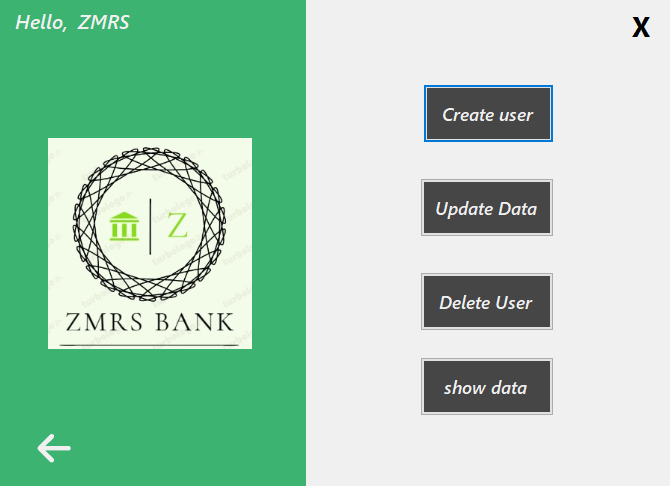 Hello, ZMRS
X
Z
ZMRS BANK
Create user
Update Data
Delete User
show data